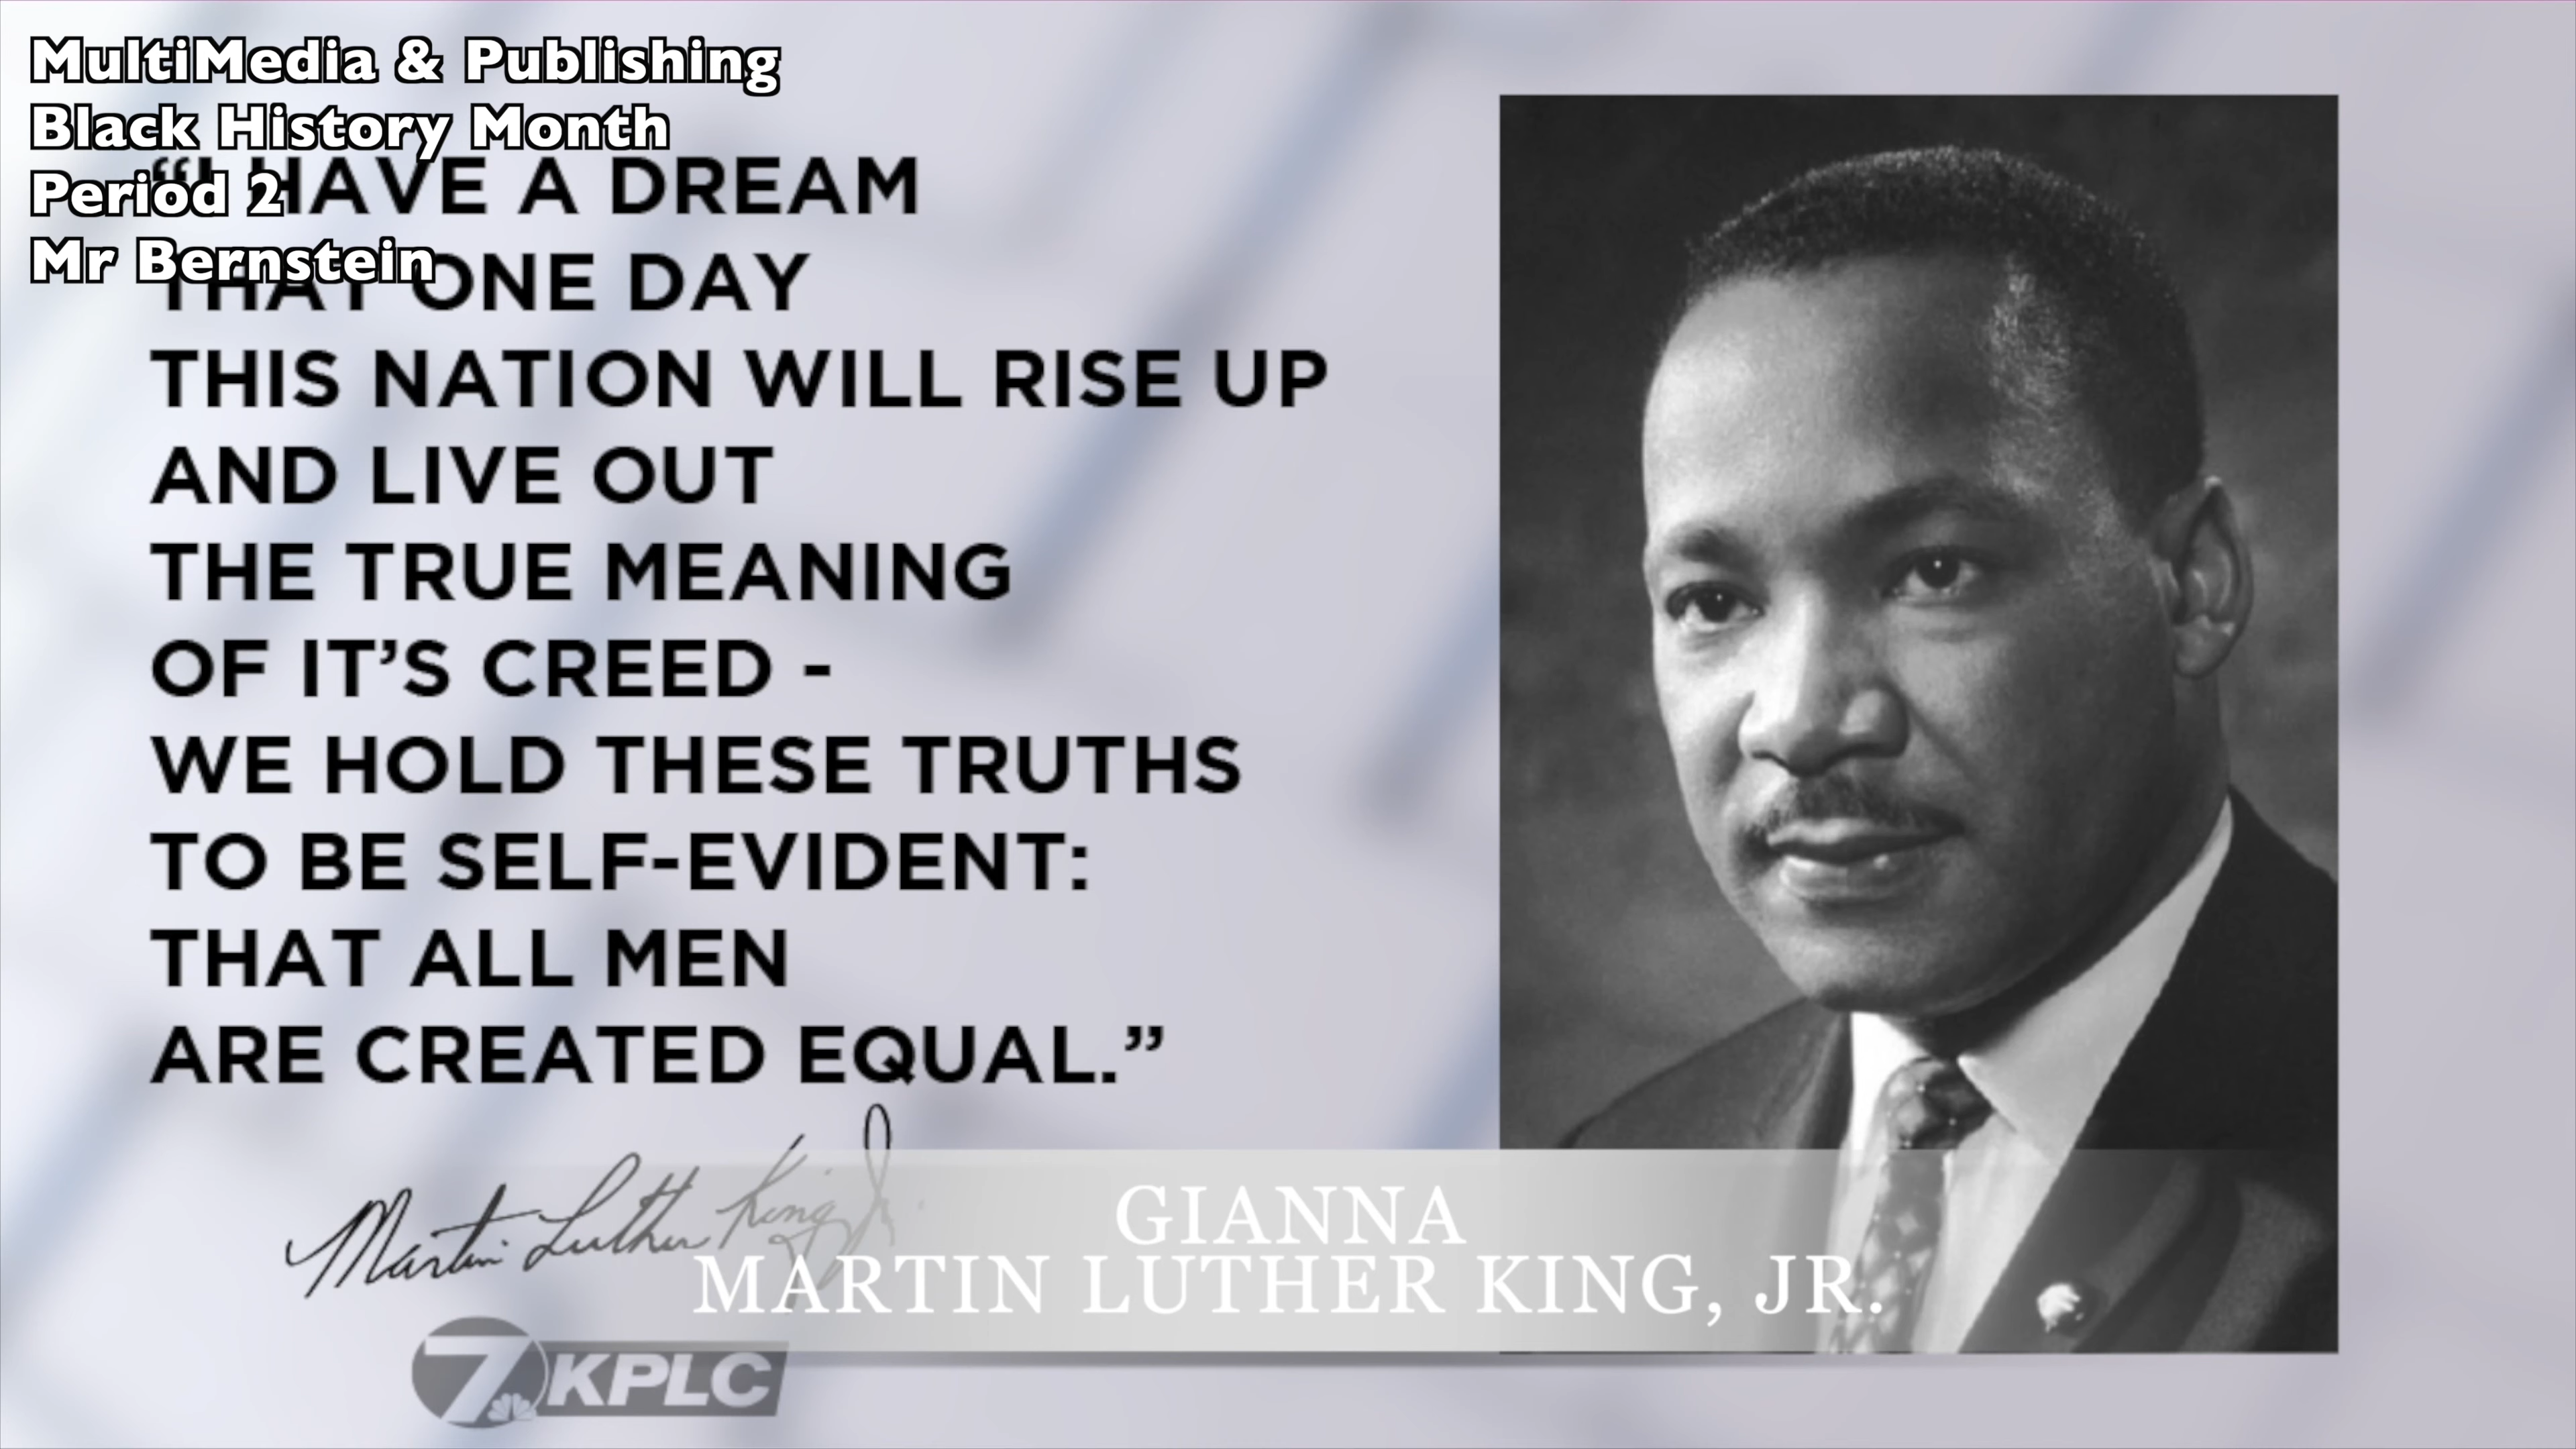 MultiMedia & Publishing
Black History Month
Period 2
Mr Bernstein
“I HAVE A DREAM
THAT ONE DAY
THIS NATION WILL RISE UP
AND LIVE OUT
THE TRUE MEANING
OF IT’S CREED -
WE HOLD THESE TRUTHS
TO BE SELF-EVIDENT:
THAT ALL MEN
ARE CREATED EQUAL.”
Martin Luther King Jr.
GIANNA
MARTIN LUTHER KING, JR.
7 KPLC